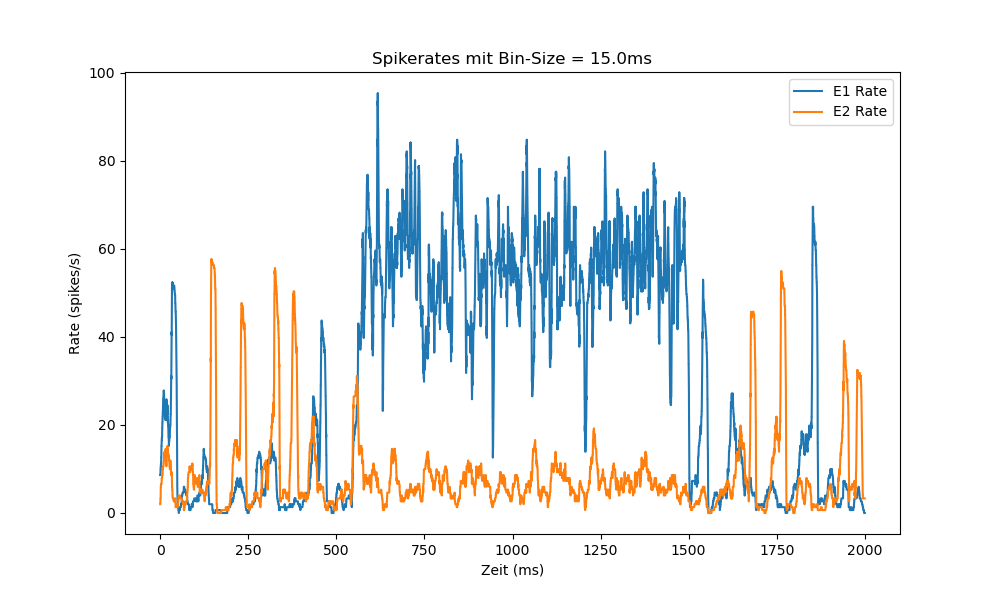 Spikerates mit Bin-Size = 15.0ms
E1 Rate
E2 Rate
Rate (spikes/s)
100
80
60
40
20
0
0 250 500 750 1000 1250 1500 1750 2000
Zeit (ms)